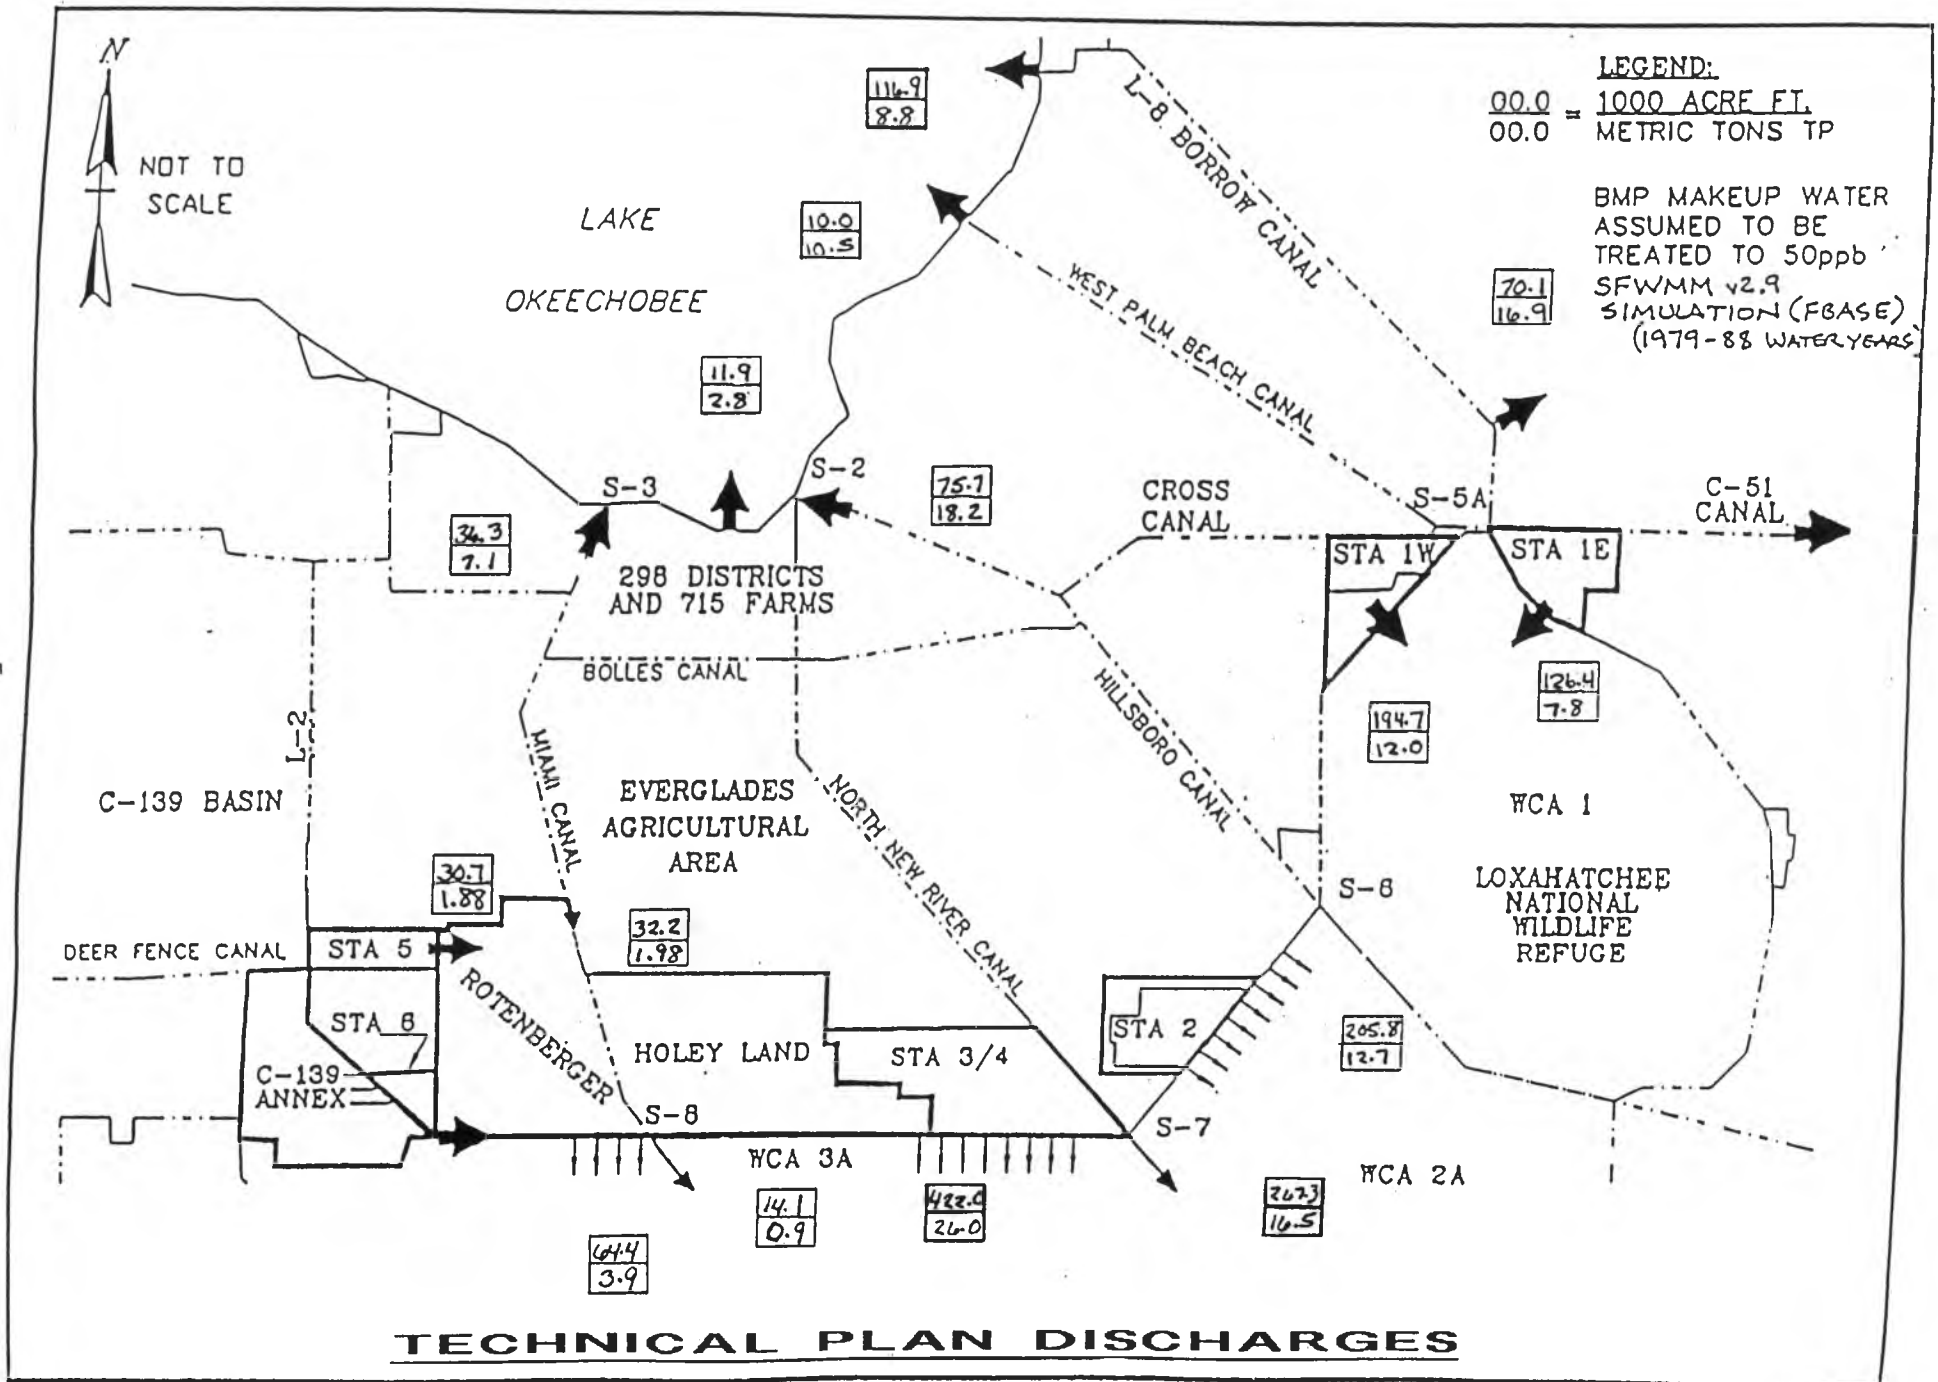 N
NOT TO
SCALE
LEGEND:
00.0 = 1000 ACRE FT.
00.0 METRIC TONS TP
BMP MAKEUP WATER
ASSUMED TO BE
TREATED TO 50ppb
SFWMM v2.9
SIMULATION (FBASE)
(1979-88 WATER YEARS)
116.9
8.8
L-8 BORROW CANAL
LAKE
OKEECHOBEE
10.0
10.5
70.1
16.9
WEST PALM BEACH CANAL
11.9
2.8
S-3
S-2
75.7
18.2
CROSS
CANAL
S-5A
C-51
CANAL
34.3
7.1
STA 1W
STA 1E
298 DISTRICTS
AND 715 FARMS
BOLLES CANAL
HILLSBORO CANAL
126.4
7.8
194.7
12.0
L-2
MIAMI CANAL
C-139 BASIN
EVERGLADES
AGRICULTURAL
AREA
NORTH NEW RIVER CANAL
WCA 1
LOXAHATCHEE
NATIONAL
WILDLIFE
REFUGE
S-6
30.7
1.88
32.2
1.98
DEER FENCE CANAL
STA 5
ROTENBERGER
STA 6
HOLEY LAND
STA 3/4
STA 2
205.8
12.7
C-139
ANNEX
S-8
S-7
WCA 3A
WCA 2A
14.1
0.9
422.0
26.0
267.3
16.5
64.4
3.9
TECHNICAL PLAN DISCHARGES